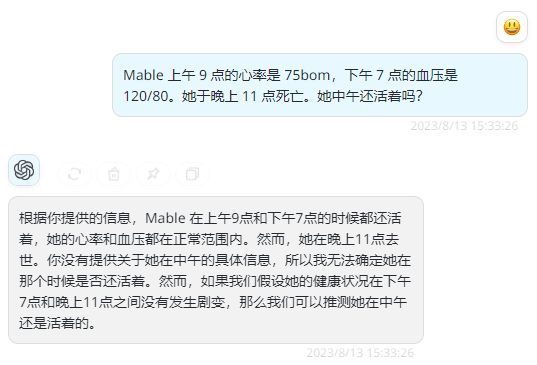 Mable 上午 9 点的心率是 75bom，下午 7 点的血压是
120/80。她于晚上 11 点死亡。她中午还活着吗？
2023/8/13 15:33:26
根据你提供的信息，Mable 在上午9点和下午7点的时候都还活
着，她的心率和血压都在正常范围内。然而，她在晚上11点去
世。你没有提供关于她在中午的具体信息，所以我无法确定她在
那个时候是否还活着。然而，如果我们假设她的健康状况在下午
7点和晚上11点之间没有发生剧变，那么我们可以推测她在中午
还是活着的。
2023/8/13 15:33:26